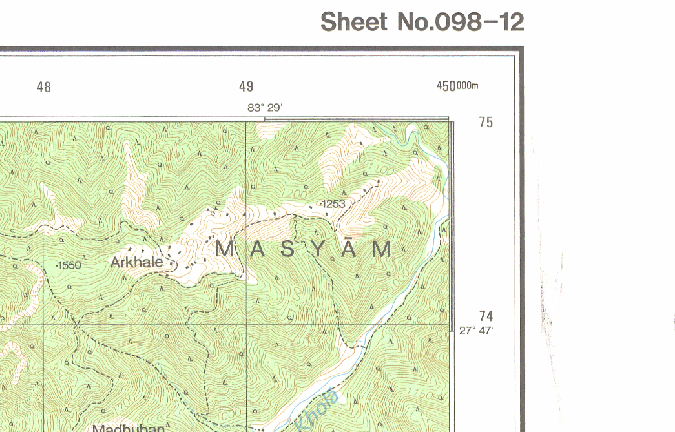 Sheet No.098-12
48 49 450000m
83° 29'
75
·1253
MASYĀM
·1550 Arkhale
74
27° 47'
Khola
Madhuban